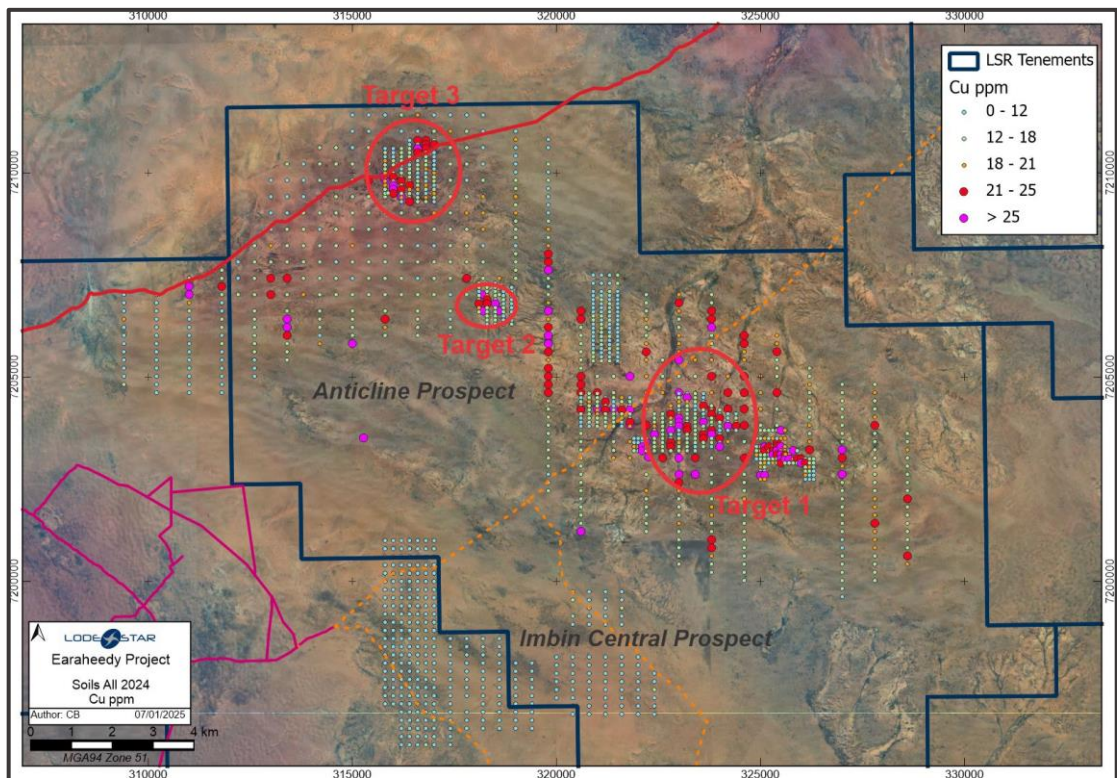 310000
315000
320000
325000
330000
LSR Tenements
Cu ppm
0 - 12
12 - 18
18 - 21
21 - 25
> 25
Target 3
7210000
7210000
Target 2
Anticline Prospect
7205000
7205000
Target 1
7200000
7200000
Imbin Central Prospect
LODESTAR
Earaheedy Project
Soils All 2024
Cu ppm
Author: CB
07/01/2025
0 1 2 3 4 km
MGA94 Zone 51
310000
315000
320000
325000
330000